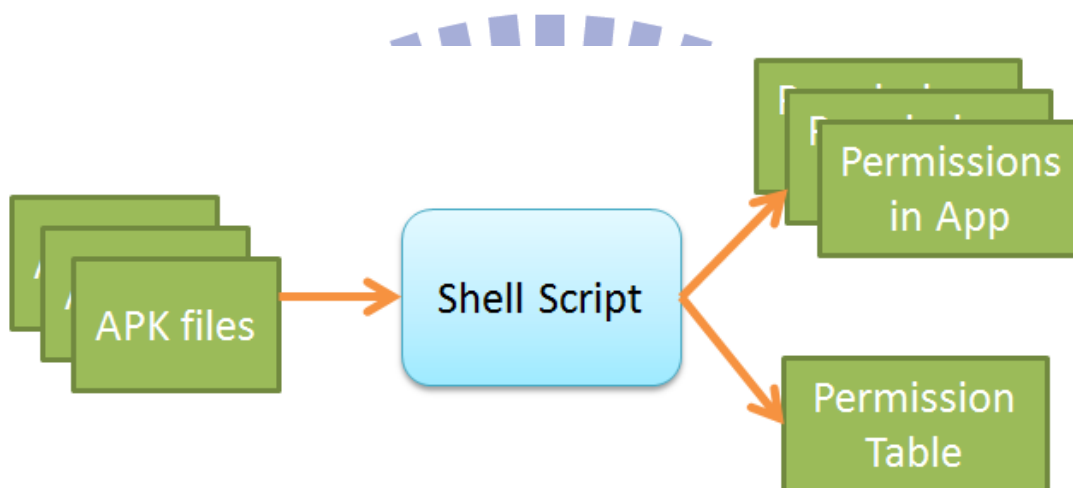 APK files
Shell Script
Permissions
in App
Permission
Table